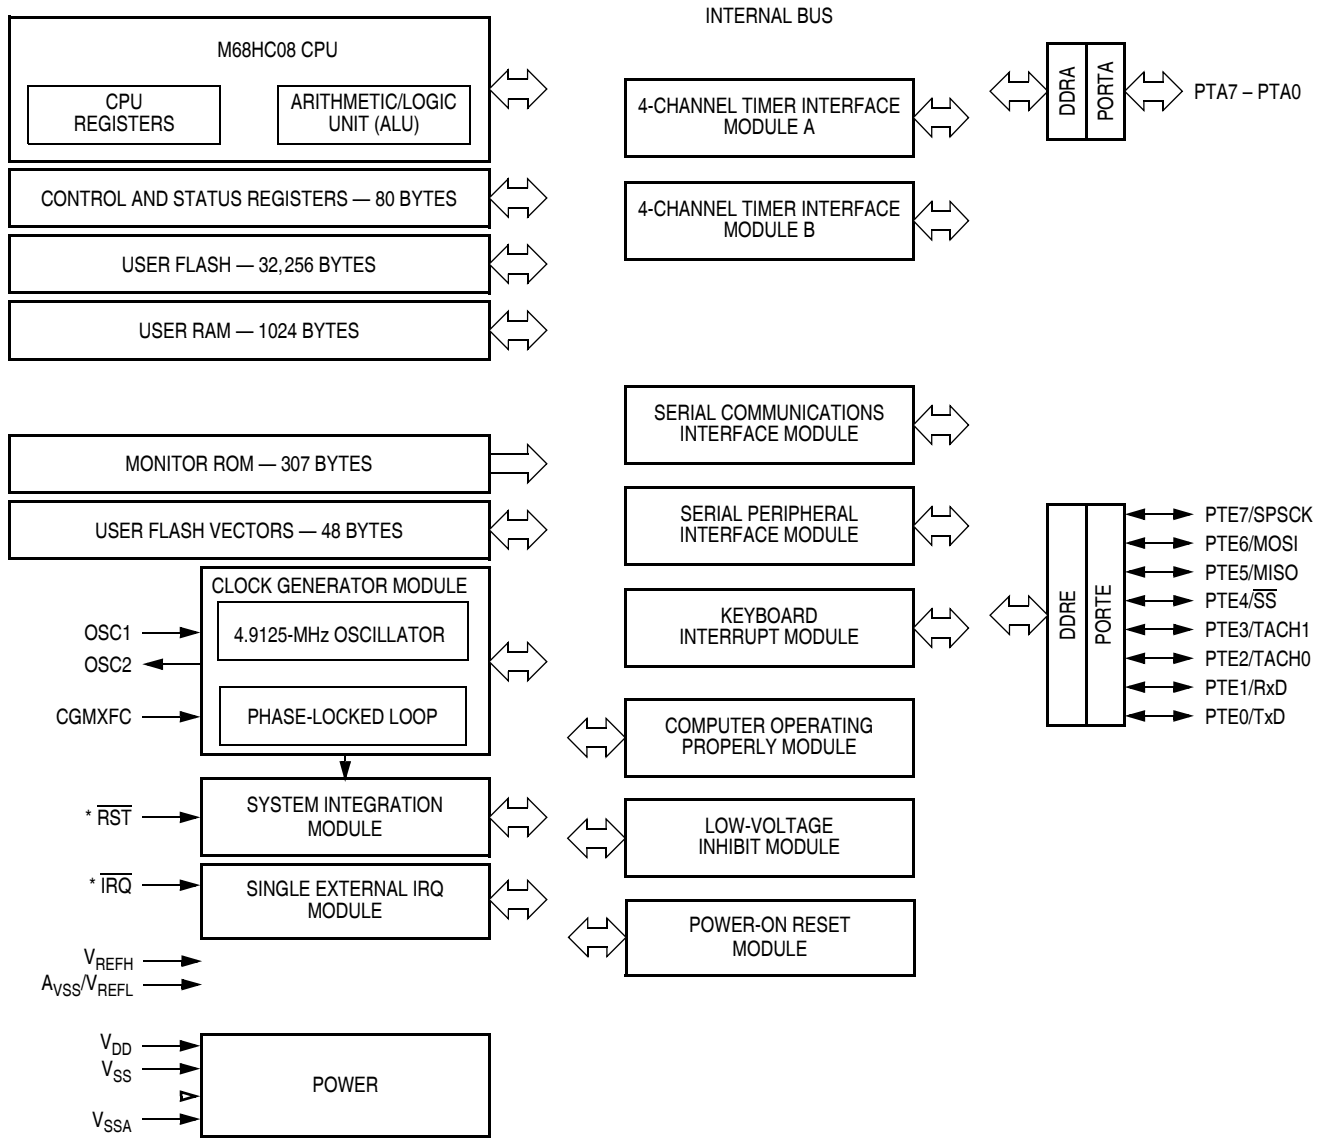 INTERNAL BUS
M68HC08 CPU
CPU
REGISTERS
ARITHMETIC/LOGIC
UNIT (ALU)
CONTROL AND STATUS REGISTERS — 80 BYTES
USER FLASH — 32,256 BYTES
USER RAM — 1024 BYTES
MONITOR ROM — 307 BYTES
USER FLASH VECTORS — 48 BYTES
CLOCK GENERATOR MODULE
4.9125-MHz OSCILLATOR
PHASE-LOCKED LOOP
OSC1
OSC2
CGMXFC
SYSTEM INTEGRATION
MODULE
* R̅S̅T̅
SINGLE EXTERNAL IRQ
MODULE
* I̅R̅Q̅
VREFH
AVSS/VREFL
VDD
VSS
VSSA
POWER
4-CHANNEL TIMER INTERFACE
MODULE A
4-CHANNEL TIMER INTERFACE
MODULE B
SERIAL COMMUNICATIONS
INTERFACE MODULE
SERIAL PERIPHERAL
INTERFACE MODULE
KEYBOARD
INTERRUPT MODULE
COMPUTER OPERATING
PROPERLY MODULE
LOW-VOLTAGE
INHIBIT MODULE
POWER-ON RESET
MODULE
DDRA
PORTA
PTA7 – PTA0
DDRE
PORTE
PTE7/SPSCK
PTE6/MOSI
PTE5/MISO
PTE4/S̅S̅
PTE3/TACH1
PTE2/TACH0
PTE1/RxD
PTE0/TxD